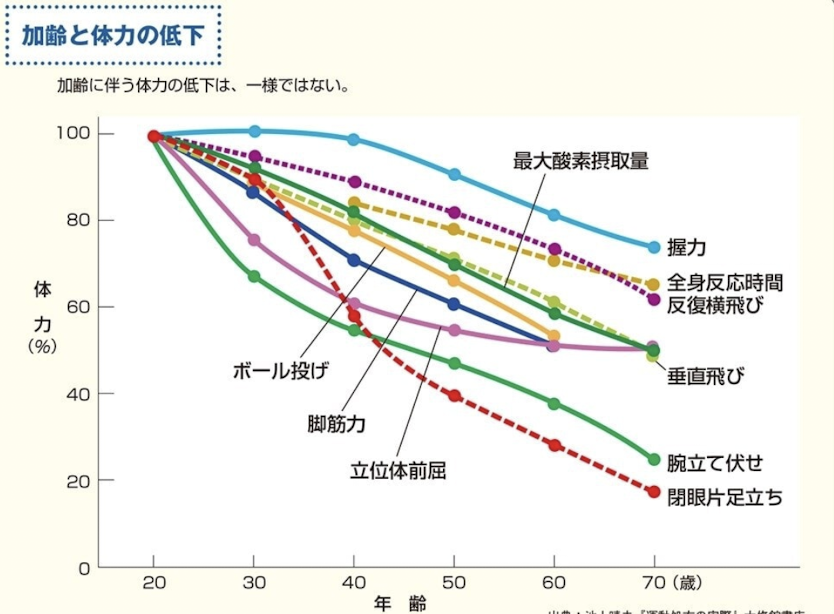 加齢と体力の低下
加齢に伴う体力の低下は、一様ではない。
100
80
60
40
20
0
体力
(%)
最大酸素摂取量
握力
全身反応時間
反復横飛び
ボール投げ
垂直飛び
脚筋力
立位体前屈
腕立て伏せ
閉眼片足立ち
20 30 40 50 60 70 (歳)
年 齢